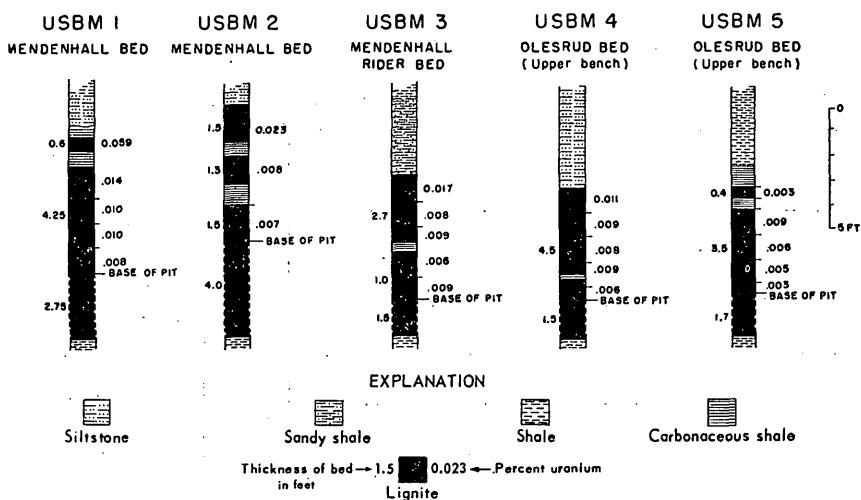 USBM 1
MENDENHALL BED
0.6
0.059
.014
4.25
.010
.010
.008
BASE OF PIT
2.75
USBM 2
MENDENHALL BED
1.5
0.023
1.3
.008
1.5
.007
BASE OF PIT
4.0
USBM 3
MENDENHALL
RIDER BED
0.017
2.7
.008
.009
.006
1.0
.009
BASE OF PIT
1.5
USBM 4
OLESRUD BED
(Upper bench)
0.011
.009
4.5
.008
.009
.006
BASE OF PIT
1.5
USBM 5
OLESRUD BED
(Upper bench)
0.4
0.003
.009
3.5
.006
0
.005
.003
BASE OF PIT
1.7
0
5 FT
EXPLANATION
Siltstone
Sandy shale
Shale
Carbonaceous shale
Thickness of bed
in feet
1.5
0.023
Percent uranium
Lignite